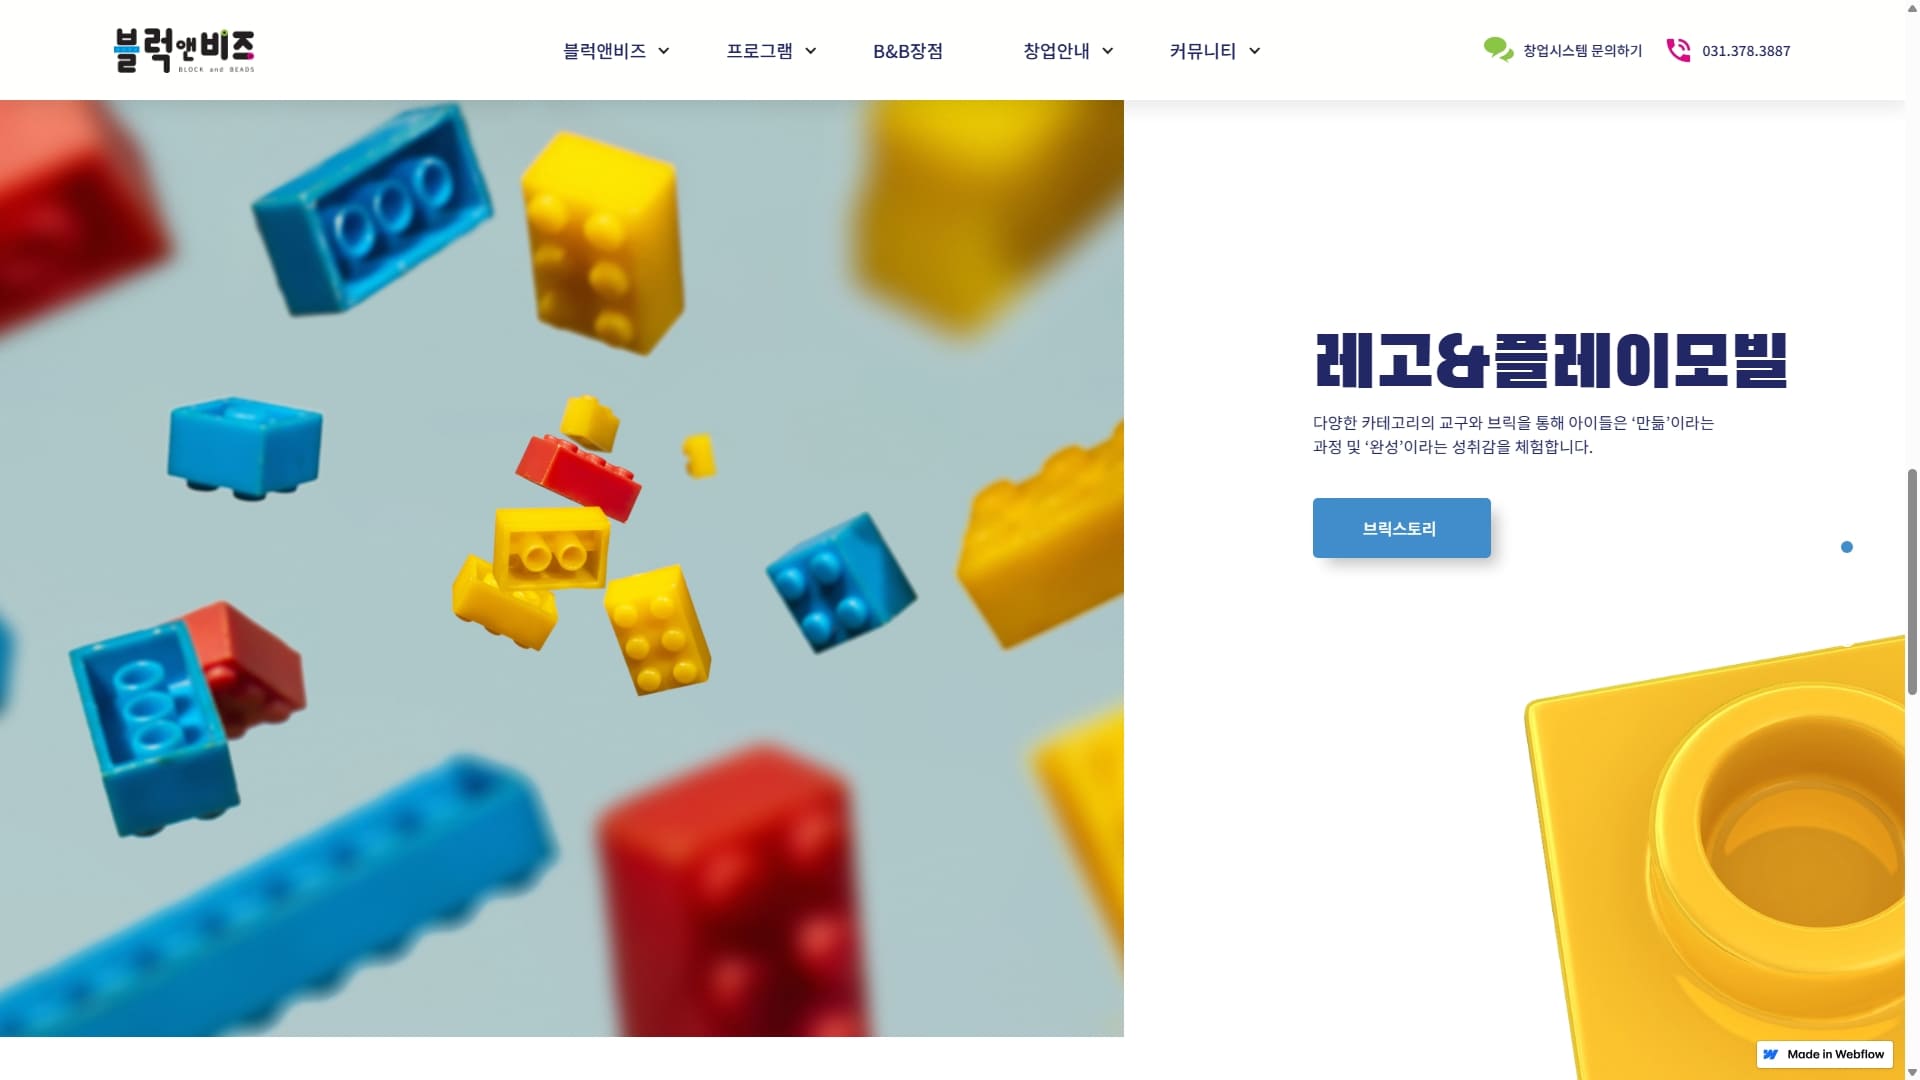 블럭앤비즈
BLOCK and BEADS
블럭앤비즈
프로그램
B&B장점
창업안내
커뮤니티
창업시스템 문의하기
031.378.3887
레고&플레이모빌
다양한 카테고리의 교구와 브릭을 통해 아이들은 ‘만듦’이라는
과정 및 ‘완성’이라는 성취감을 체험합니다.
브릭스토리
Made in Webflow